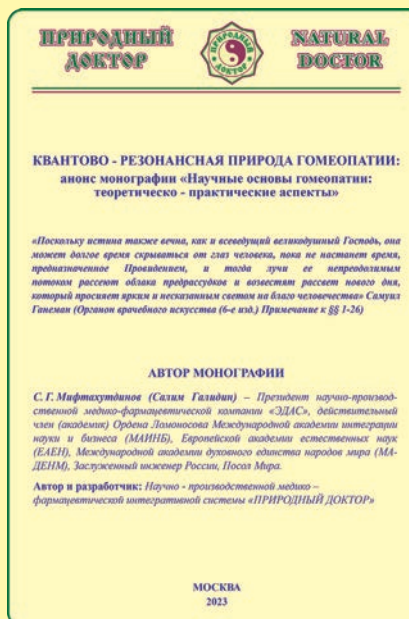 ПРИРОДНЫЙ
ДОКТОР
ПРИРОДНЫЙ
ДОКТОР
NATURAL
DOCTOR
КВАНТОВО - РЕЗОНАНСНАЯ ПРИРОДА ГОМЕОПАТИИ:
анонс монографии «Научные основы гомеопатии:
теоретическо - практические аспекты»
«Поскольку истина также вечна, как и всеведущий великодушный Господь, она
может долгое время скрываться от глаз человека, пока не настанет время,
предназначенное Провидением, и тогда лучи ее непреодолимым
потоком рассеют облака предрассудков и возвестят рассвет нового дня,
который просияет ярким и несказанным светом на благо человечества» Самуил
Ганеман (Органон врачебного искусства (6-е изд.) Примечание к §§ 1-26)
АВТОР МОНОГРАФИИ
С. Г. Мифтахутдинов (Салим Галидин) – Президент научно-производ-
ственной медико-фармацевтической компании «ЭДАС», действительный
член (академик) Ордена Ломоносова Международной академии интеграции
науки и бизнеса (МАИНБ), Европейской академии естественных наук
(ЕАЕН), Международной академии духовного единства народов мира (МА-
ДЕНМ), Заслуженный инженер России, Посол Мира.
Автор и разработчик: Научно - производственной медико –
фармацевтической интегративной системы «ПРИРОДНЫЙ ДОКТОР»
МОСКВА
2023